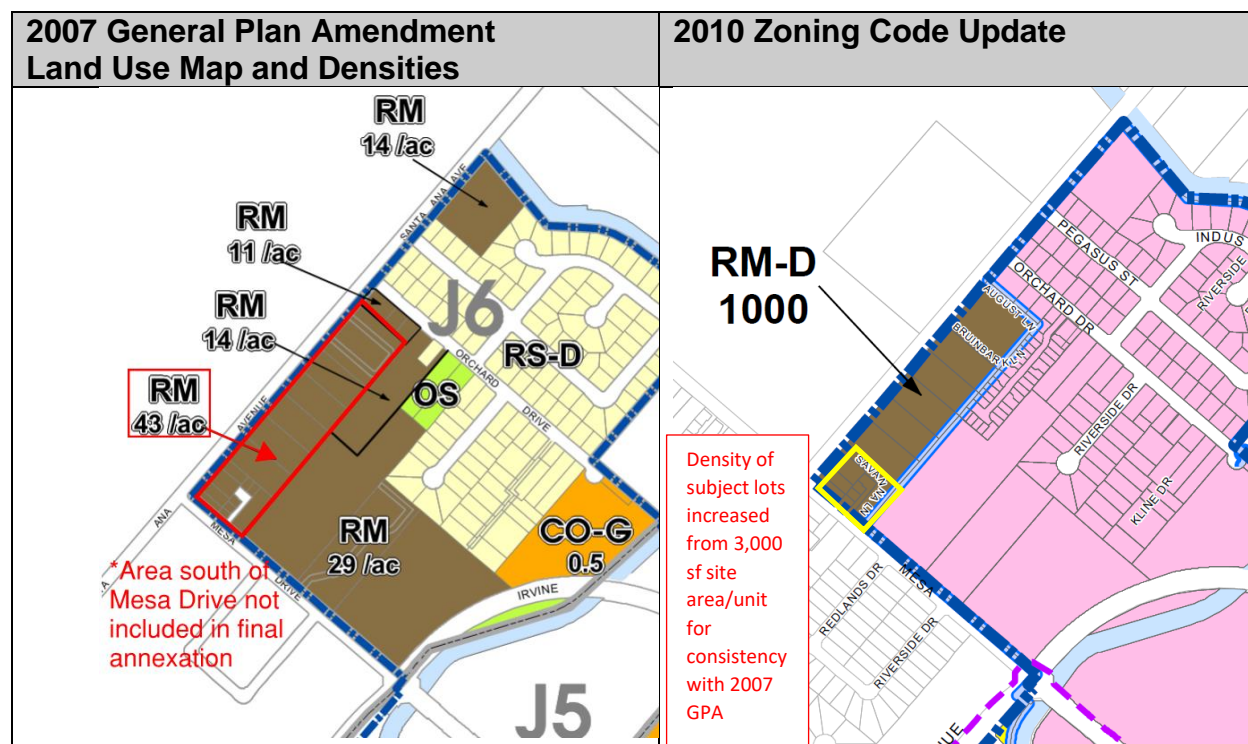 2007 General Plan Amendment
Land Use Map and Densities
2010 Zoning Code Update
RM
14 /ac
RM
11 /ac
RM
14 /ac
RM
43 /ac
SANTA ANA AVE
J6
RS-D
ORCHARD
DRIVE
OS
AVENUE
ANA
MESA
DRIVE
RM
29 /ac
CO-G
0.5
IRVINE
*Area south of
Mesa Drive not
included in final
annexation
J5
RM-D
1000
PEGASUS ST
INDUS
RIVERSIDE
ORCHARD DR
AUGUST LN
BRUINBARK LN
RIVERSIDE DR
KLINE DR
SAVAN
NA LN
MESA
REDLANDS DR
RIVERSIDE DR
Density of
subject lots
increased
from 3,000
sf site
area/unit
for
consistency
with 2007
GPA